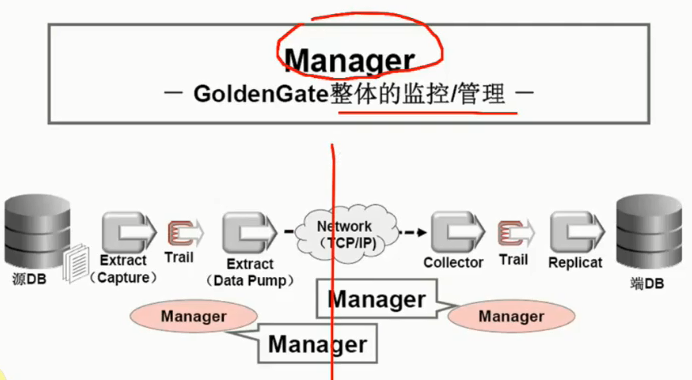 Manager
— GoldenGate整体的监控/管理 —
源DB
Extract
（Capture）
Trail
Extract
（Data Pump）
Network
（TCP/IP)
Collector
Trail
Replicat
端DB
Manager
Manager
Manager
Manager